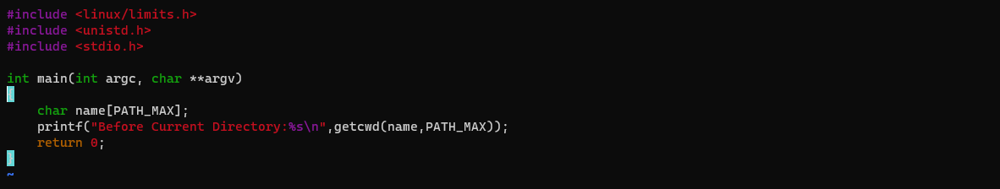 #include <linux/limits.h>
#include <unistd.h>
#include <stdio.h>

int main(int argc, char **argv)
{
    char name[PATH_MAX];
    printf("Before Current Directory:%s\n",getcwd(name,PATH_MAX));
    return 0;
}
~